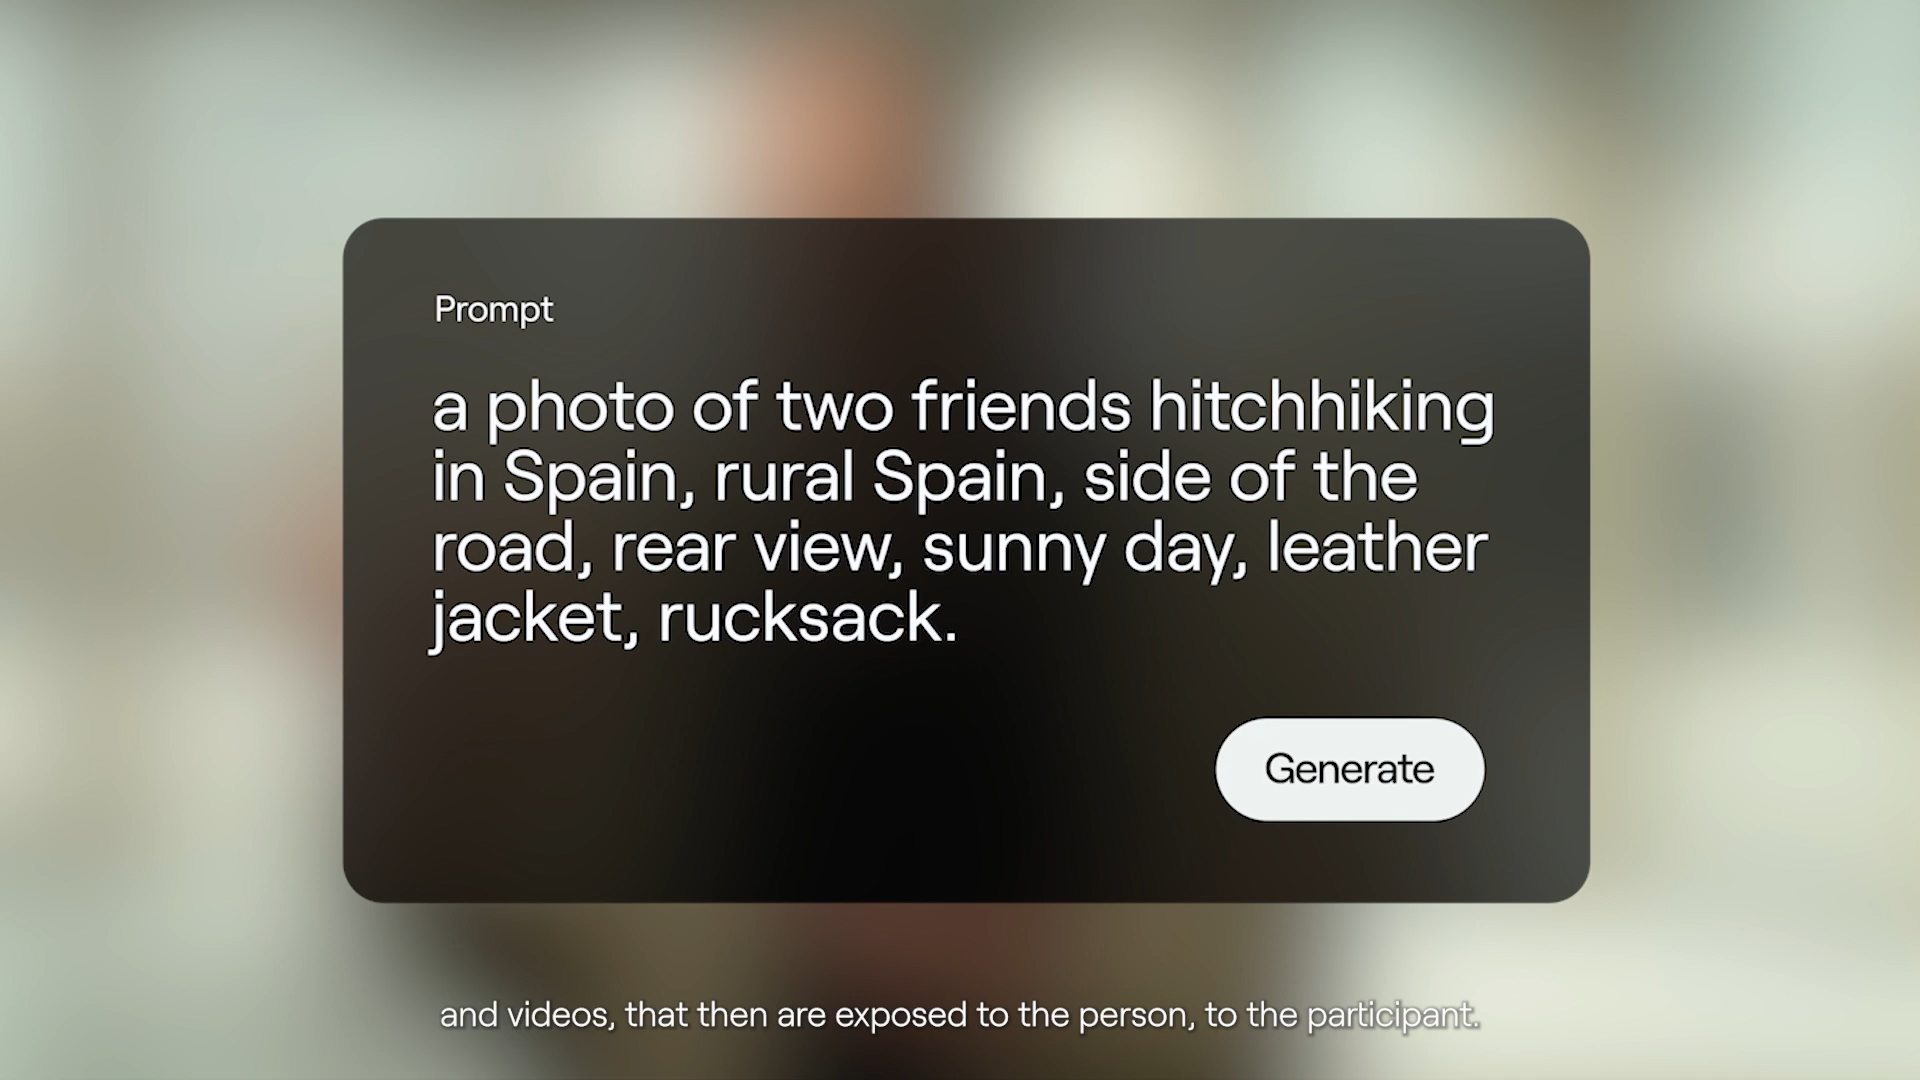 Prompt
a photo of two friends hitchhiking
in Spain, rural Spain, side of the
road, rear view, sunny day, leather
jacket, rucksack.
Generate
and videos, that then are exposed to the person, to the participant.